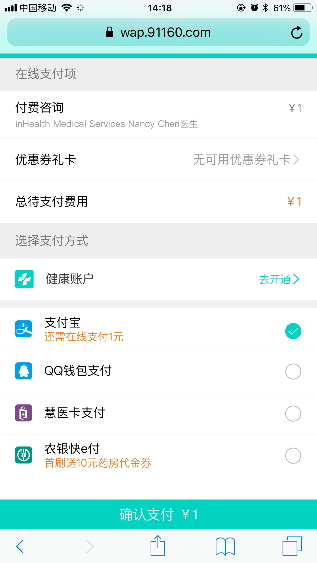 中国移动
14:18
61%
wap.91160.com
在线支付项
付费咨询
¥1
inHealth Medical Services Nancy Chen医生
优惠券礼卡
无可用优惠券礼卡
总待支付费用
¥1
选择支付方式
健康账户
去开通
支付宝
还需在线支付1元
QQ钱包支付
慧医卡支付
农银快e付
首刷送10元药房代金券
确认支付 ¥1